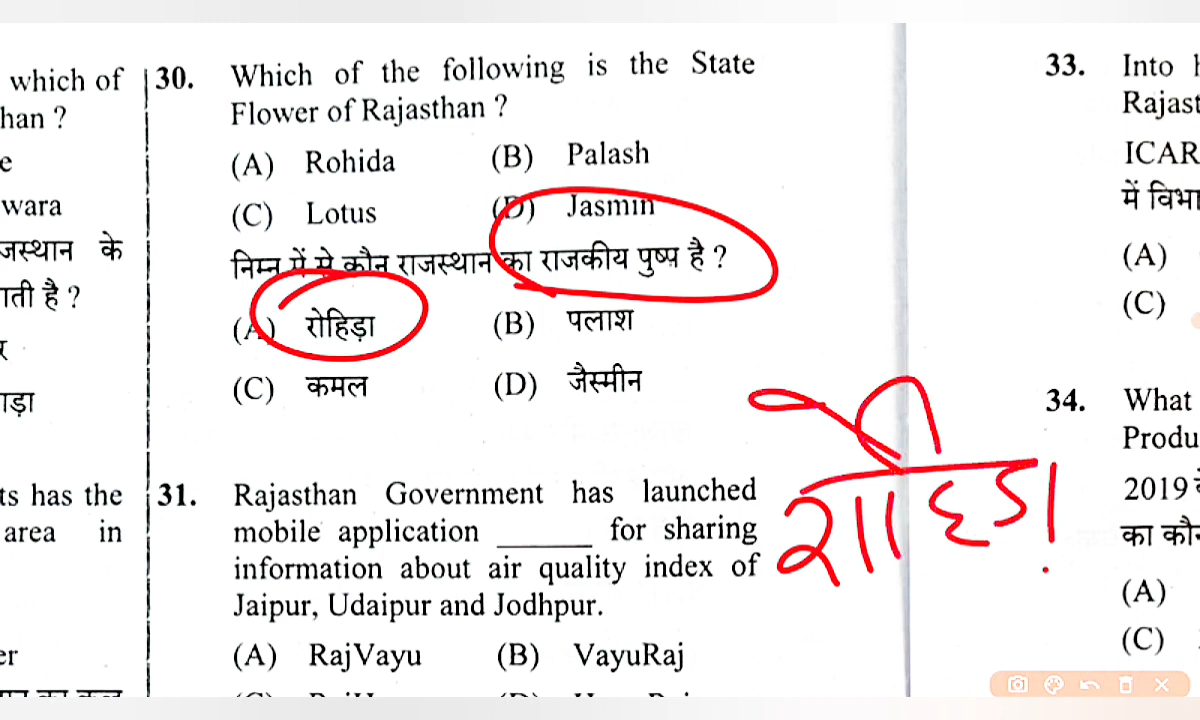 which of
han ?
e
wara
जस्थान के
ाती है ?
र
ाड़ा
ts has the
area in
er
30. Which of the following is the State
Flower of Rajasthan ?
(A) Rohida (B) Palash
(C) Lotus (D) Jasmin
निम्न में से कौन राजस्थान का राजकीय पुष्प है ?
(A) रोहिड़ा (B) पलाश
(C) कमल (D) जैस्मीन
31. Rajasthan Government has launched
mobile application ______ for sharing
information about air quality index of
Jaipur, Udaipur and Jodhpur.
(A) RajVayu (B) VayuRaj
रोहिडा
33. Into
Rajast
ICAR
में विभा
(A)
(C)
34. What
Produ
2019
का कौन
(A)
(C)